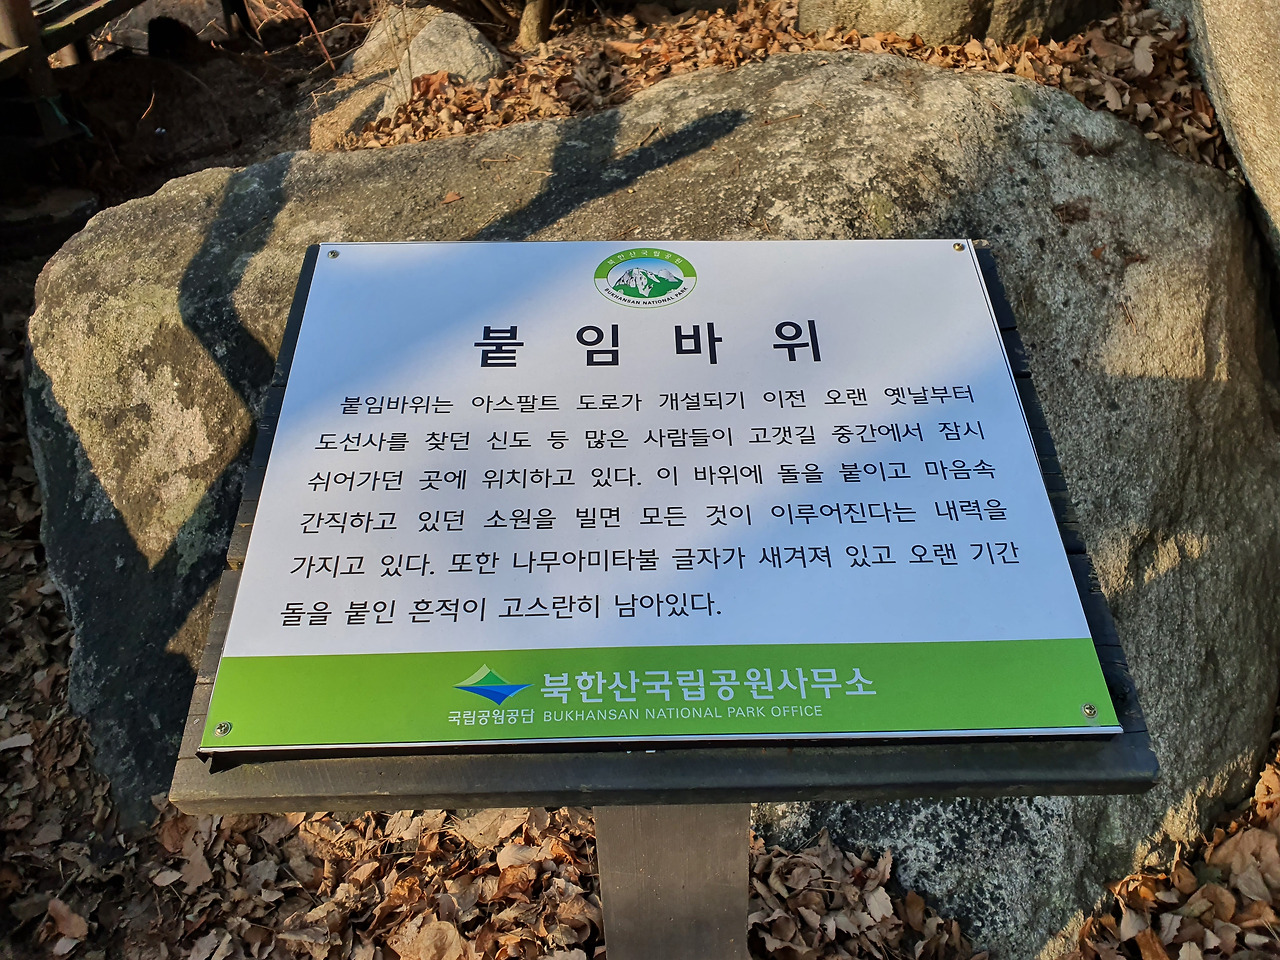 북한산국립공원
BUKHANSAN NATIONAL PARK
붙 임 바 위
붙임바위는 아스팔트 도로가 개설되기 이전 오랜 옛날부터
도선사를 찾던 신도 등 많은 사람들이 고갯길 중간에서 잠시
쉬어가던 곳에 위치하고 있다. 이 바위에 돌을 붙이고 마음속
간직하고 있던 소원을 빌면 모든 것이 이루어진다는 내력을
가지고 있다. 또한 나무아미타불 글자가 새겨져 있고 오랜 기간
돌을 붙인 흔적이 고스란히 남아있다.
북한산국립공원사무소
국립공원공단 BUKHANSAN NATIONAL PARK OFFICE